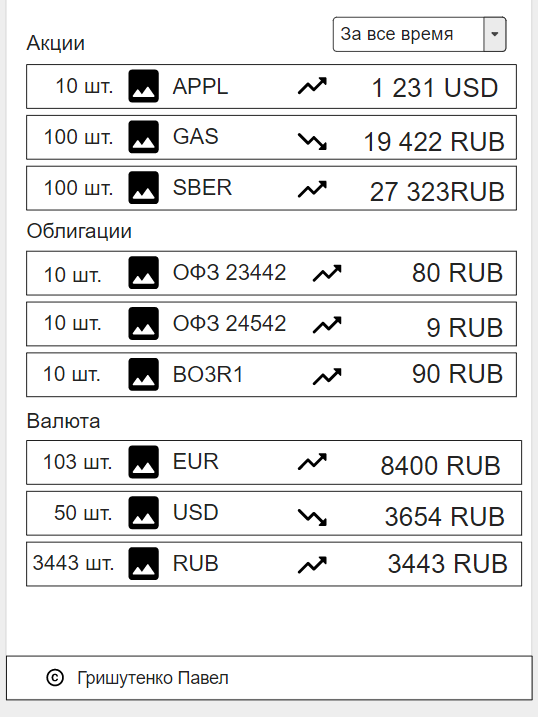 За все время
Акции
10 шт. APPL 1 231 USD
100 шт. GAS 19 422 RUB
100 шт. SBER 27 323RUB
Облигации
10 шт. ОФЗ 23442 80 RUB
10 шт. ОФЗ 24542 9 RUB
10 шт. ВО3R1 90 RUB
Валюта
103 шт. EUR 8400 RUB
50 шт. USD 3654 RUB
3443 шт. RUB 3443 RUB
© Гришутенко Павел